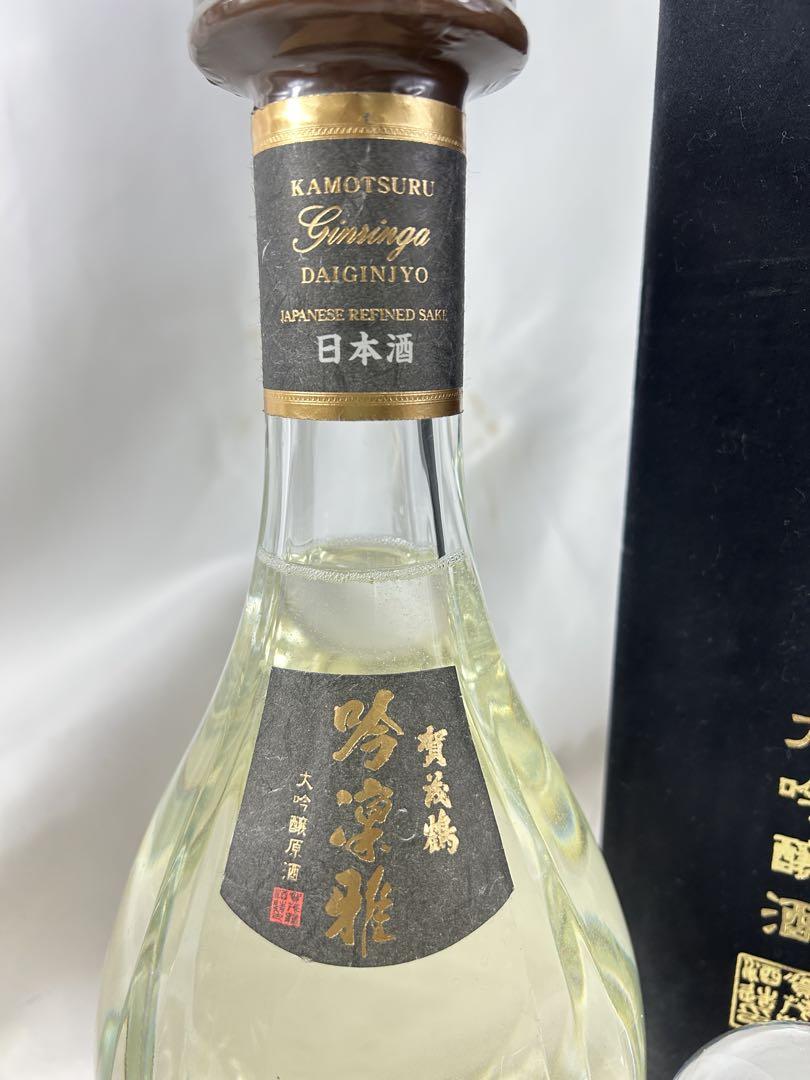 KAMOTSURU
Ginringa
DAIGINJYO
JAPANESE REFINED SAKE
日本酒
賀茂鶴
吟凛雅
大吟醸原酒
大吟醸酒